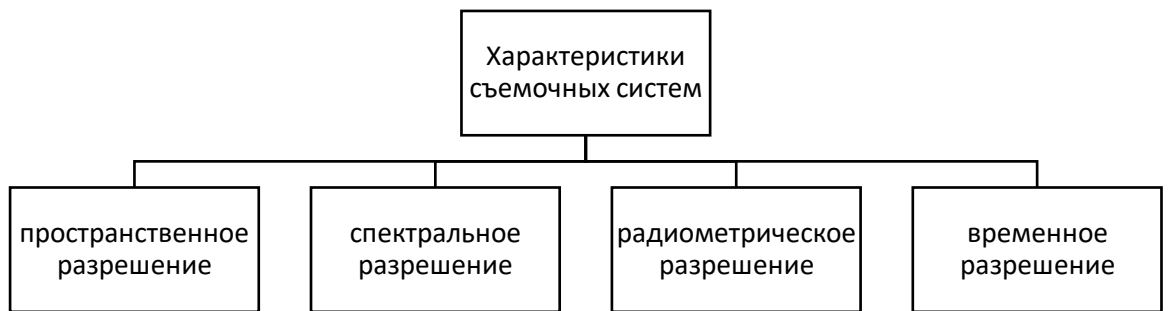 Характеристики
съемочных систем
пространственное
разрешение
спектральное
разрешение
радиометрическое
разрешение
временное
разрешение